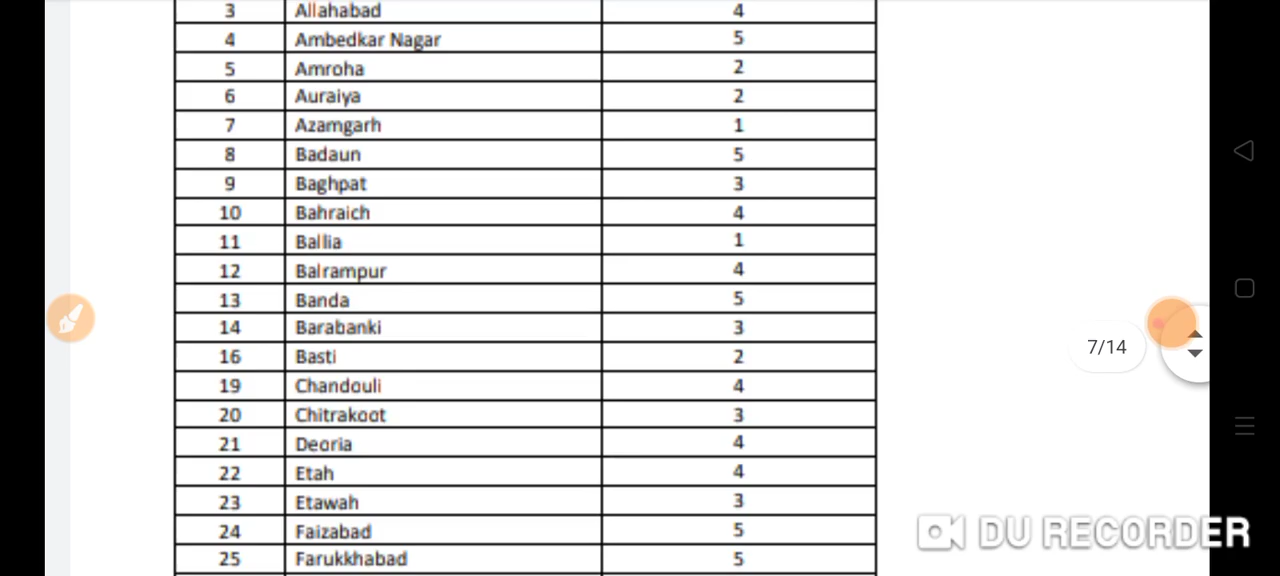 3 Allahabad 4
4 Ambedkar Nagar 5
5 Amroha 2
6 Auraiya 2
7 Azamgarh 1
8 Badaun 5
9 Baghpat 3
10 Bahraich 4
11 Ballia 1
12 Balrampur 4
13 Banda 5
14 Barabanki 3
16 Basti 2
19 Chandouli 4
20 Chitrakoot 3
21 Deoria 4
22 Etah 4
23 Etawah 3
24 Faizabad 5
25 Farukkhabad 5
7/14
DU RECORDER